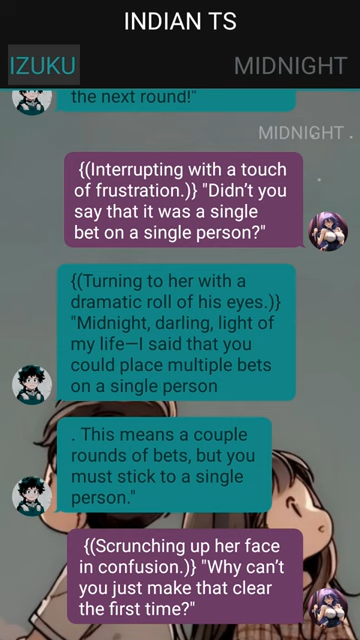 INDIAN TS
IZUKU
MIDNIGHT
the next round!"
MIDNIGHT .
{(Interrupting with a touch
of frustration.)} "Didn't you
say that it was a single
bet on a single person?"
{(Turning to her with a
dramatic roll of his eyes.)}
"Midnight, darling, light of
my life—I said that you
could place multiple bets
on a single person
. This means a couple
rounds of bets, but you
must stick to a single
person."
{(Scrunching up her face
in confusion.)} "Why can't
you just make that clear
the first time?"